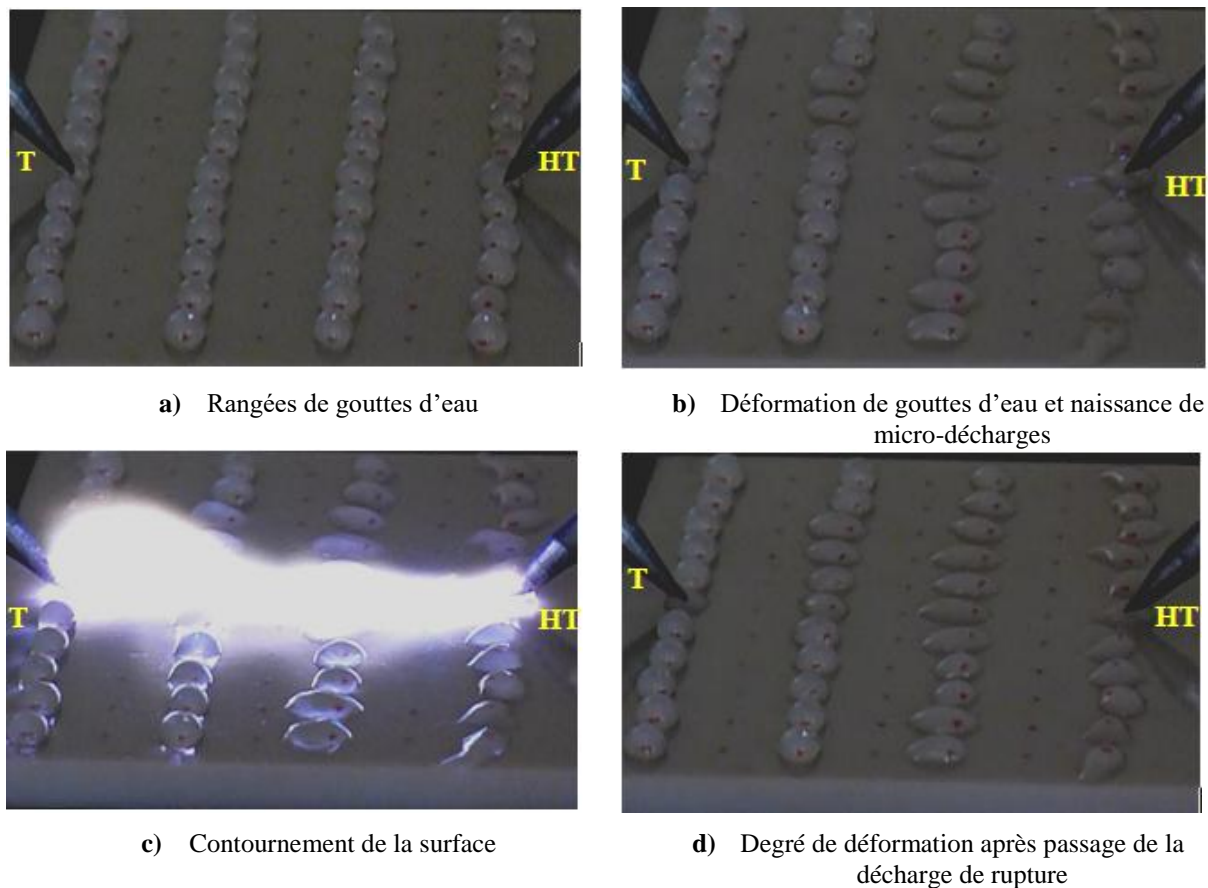 T
HT
T
HT
a) Rangées de gouttes d’eau
b) Déformation de gouttes d’eau et naissance de
micro-décharges
T
HT
T
HT
c) Contournement de la surface
d) Degré de déformation après passage de la
décharge de rupture